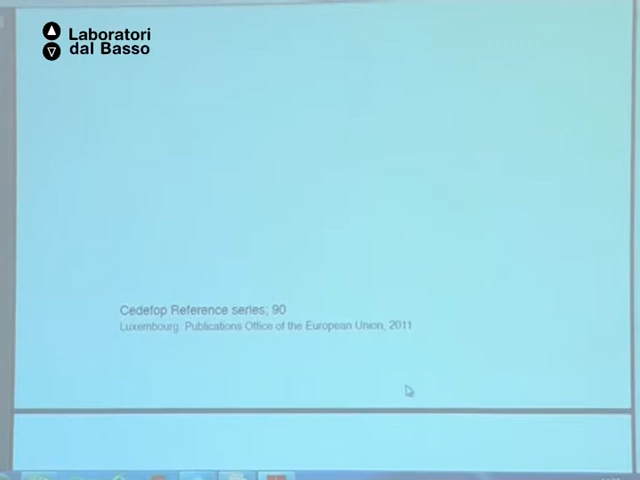 Laboratori
dal Basso
Cedefop Reference series; 90
Luxembourg: Publications Office of the European Union, 2011